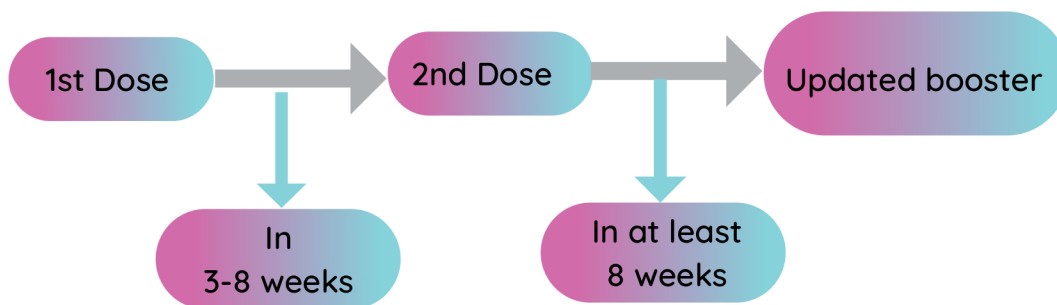 1st Dose
2nd Dose
Updated booster
In
3-8 weeks
In at least
8 weeks